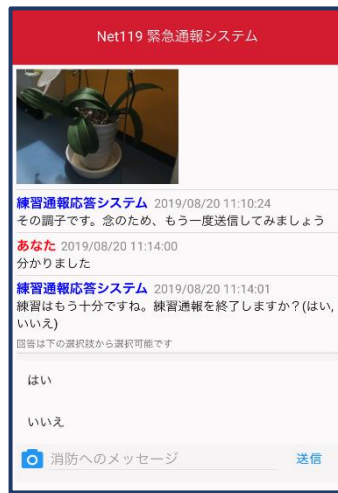 Net119 緊急通報システム
練習通報応答システム 2019/08/20 11:10:24
その調子です。念のため、もう一度送信してみましょう
あなた 2019/08/20 11:14:00
分かりました
練習通報応答システム 2019/08/20 11:14:01
練習はもう十分ですね。練習通報を終了しますか？(はい,
いいえ)
回答は下の選択肢から選択可能です
はい
いいえ
消防へのメッセージ 送信